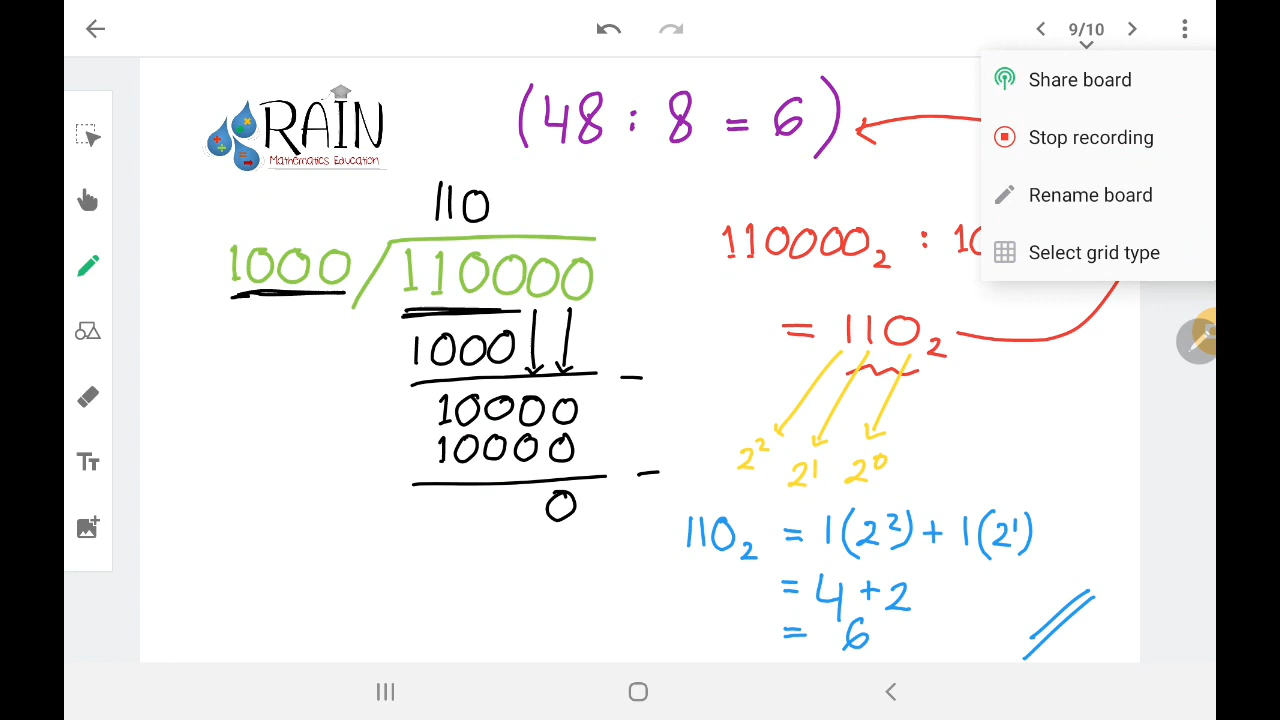 9/10
Share board
Stop recording
Rename board
Select grid type
RAIN
Mathematics Education
(48 : 8 = 6)
110
1000 / 110000
1000
10000
10000
0
110000₂ : 10
= 110₂
2² 2¹ 2⁰
110₂ = 1(2²) + 1(2¹)
= 4 + 2
= 6
TT